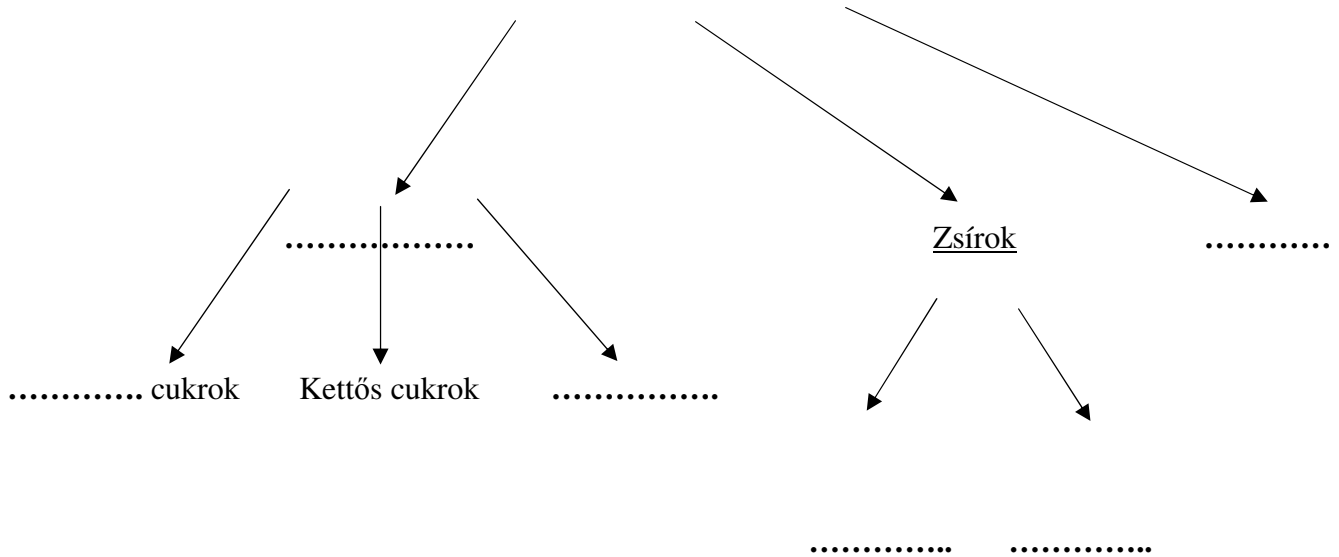 ……………… Zsírok …………
…………. cukrok Kettős cukrok …………….
………….. …………..